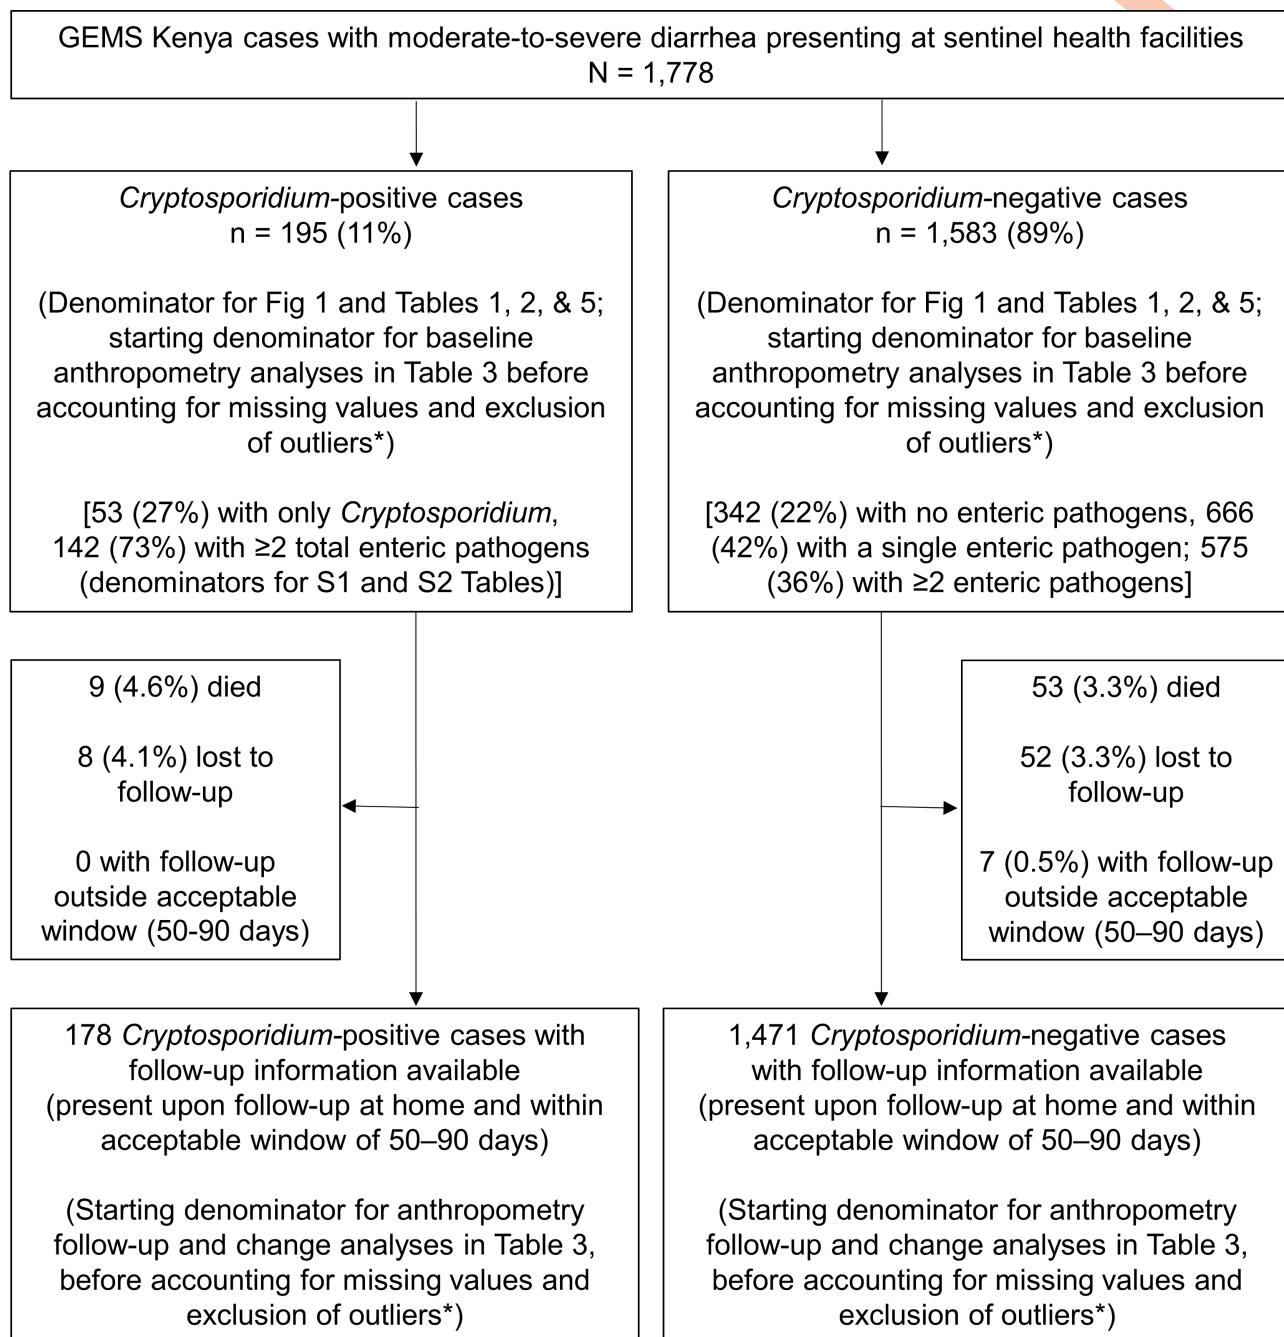 GEMS Kenya cases with moderate-to-severe diarrhea presenting at sentinel health facilities
N = 1,778
Cryptosporidium-positive cases
n = 195 (11%)
(Denominator for Fig 1 and Tables 1, 2, & 5;
starting denominator for baseline
anthropometry analyses in Table 3 before
accounting for missing values and exclusion
of outliers*)
[53 (27%) with only Cryptosporidium,
142 (73%) with ≥2 total enteric pathogens
(denominators for S1 and S2 Tables)]
Cryptosporidium-negative cases
n = 1,583 (89%)
(Denominator for Fig 1 and Tables 1, 2, & 5;
starting denominator for baseline
anthropometry analyses in Table 3 before
accounting for missing values and exclusion
of outliers*)
[342 (22%) with no enteric pathogens, 666
(42%) with a single enteric pathogen; 575
(36%) with ≥2 enteric pathogens]
9 (4.6%) died
8 (4.1%) lost to
follow-up
0 with follow-up
outside acceptable
window (50-90 days)
53 (3.3%) died
52 (3.3%) lost to
follow-up
7 (0.5%) with follow-up
outside acceptable
window (50–90 days)
178 Cryptosporidium-positive cases with
follow-up information available
(present upon follow-up at home and within
acceptable window of 50–90 days)
(Starting denominator for anthropometry
follow-up and change analyses in Table 3,
before accounting for missing values and
exclusion of outliers*)
1,471 Cryptosporidium-negative cases
with follow-up information available
(present upon follow-up at home and within
acceptable window of 50–90 days)
(Starting denominator for anthropometry
follow-up and change analyses in Table 3,
before accounting for missing values and
exclusion of outliers*)